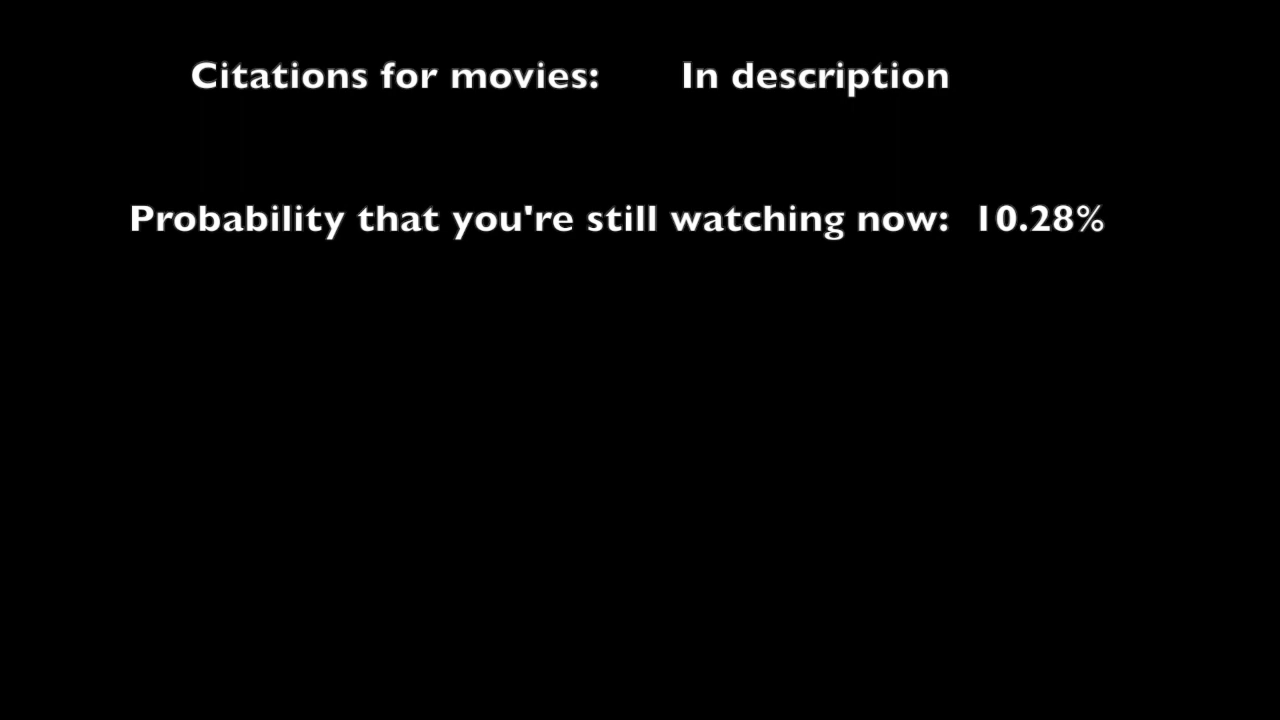 Citations for movies: In description
Probability that you're still watching now: 10.28%